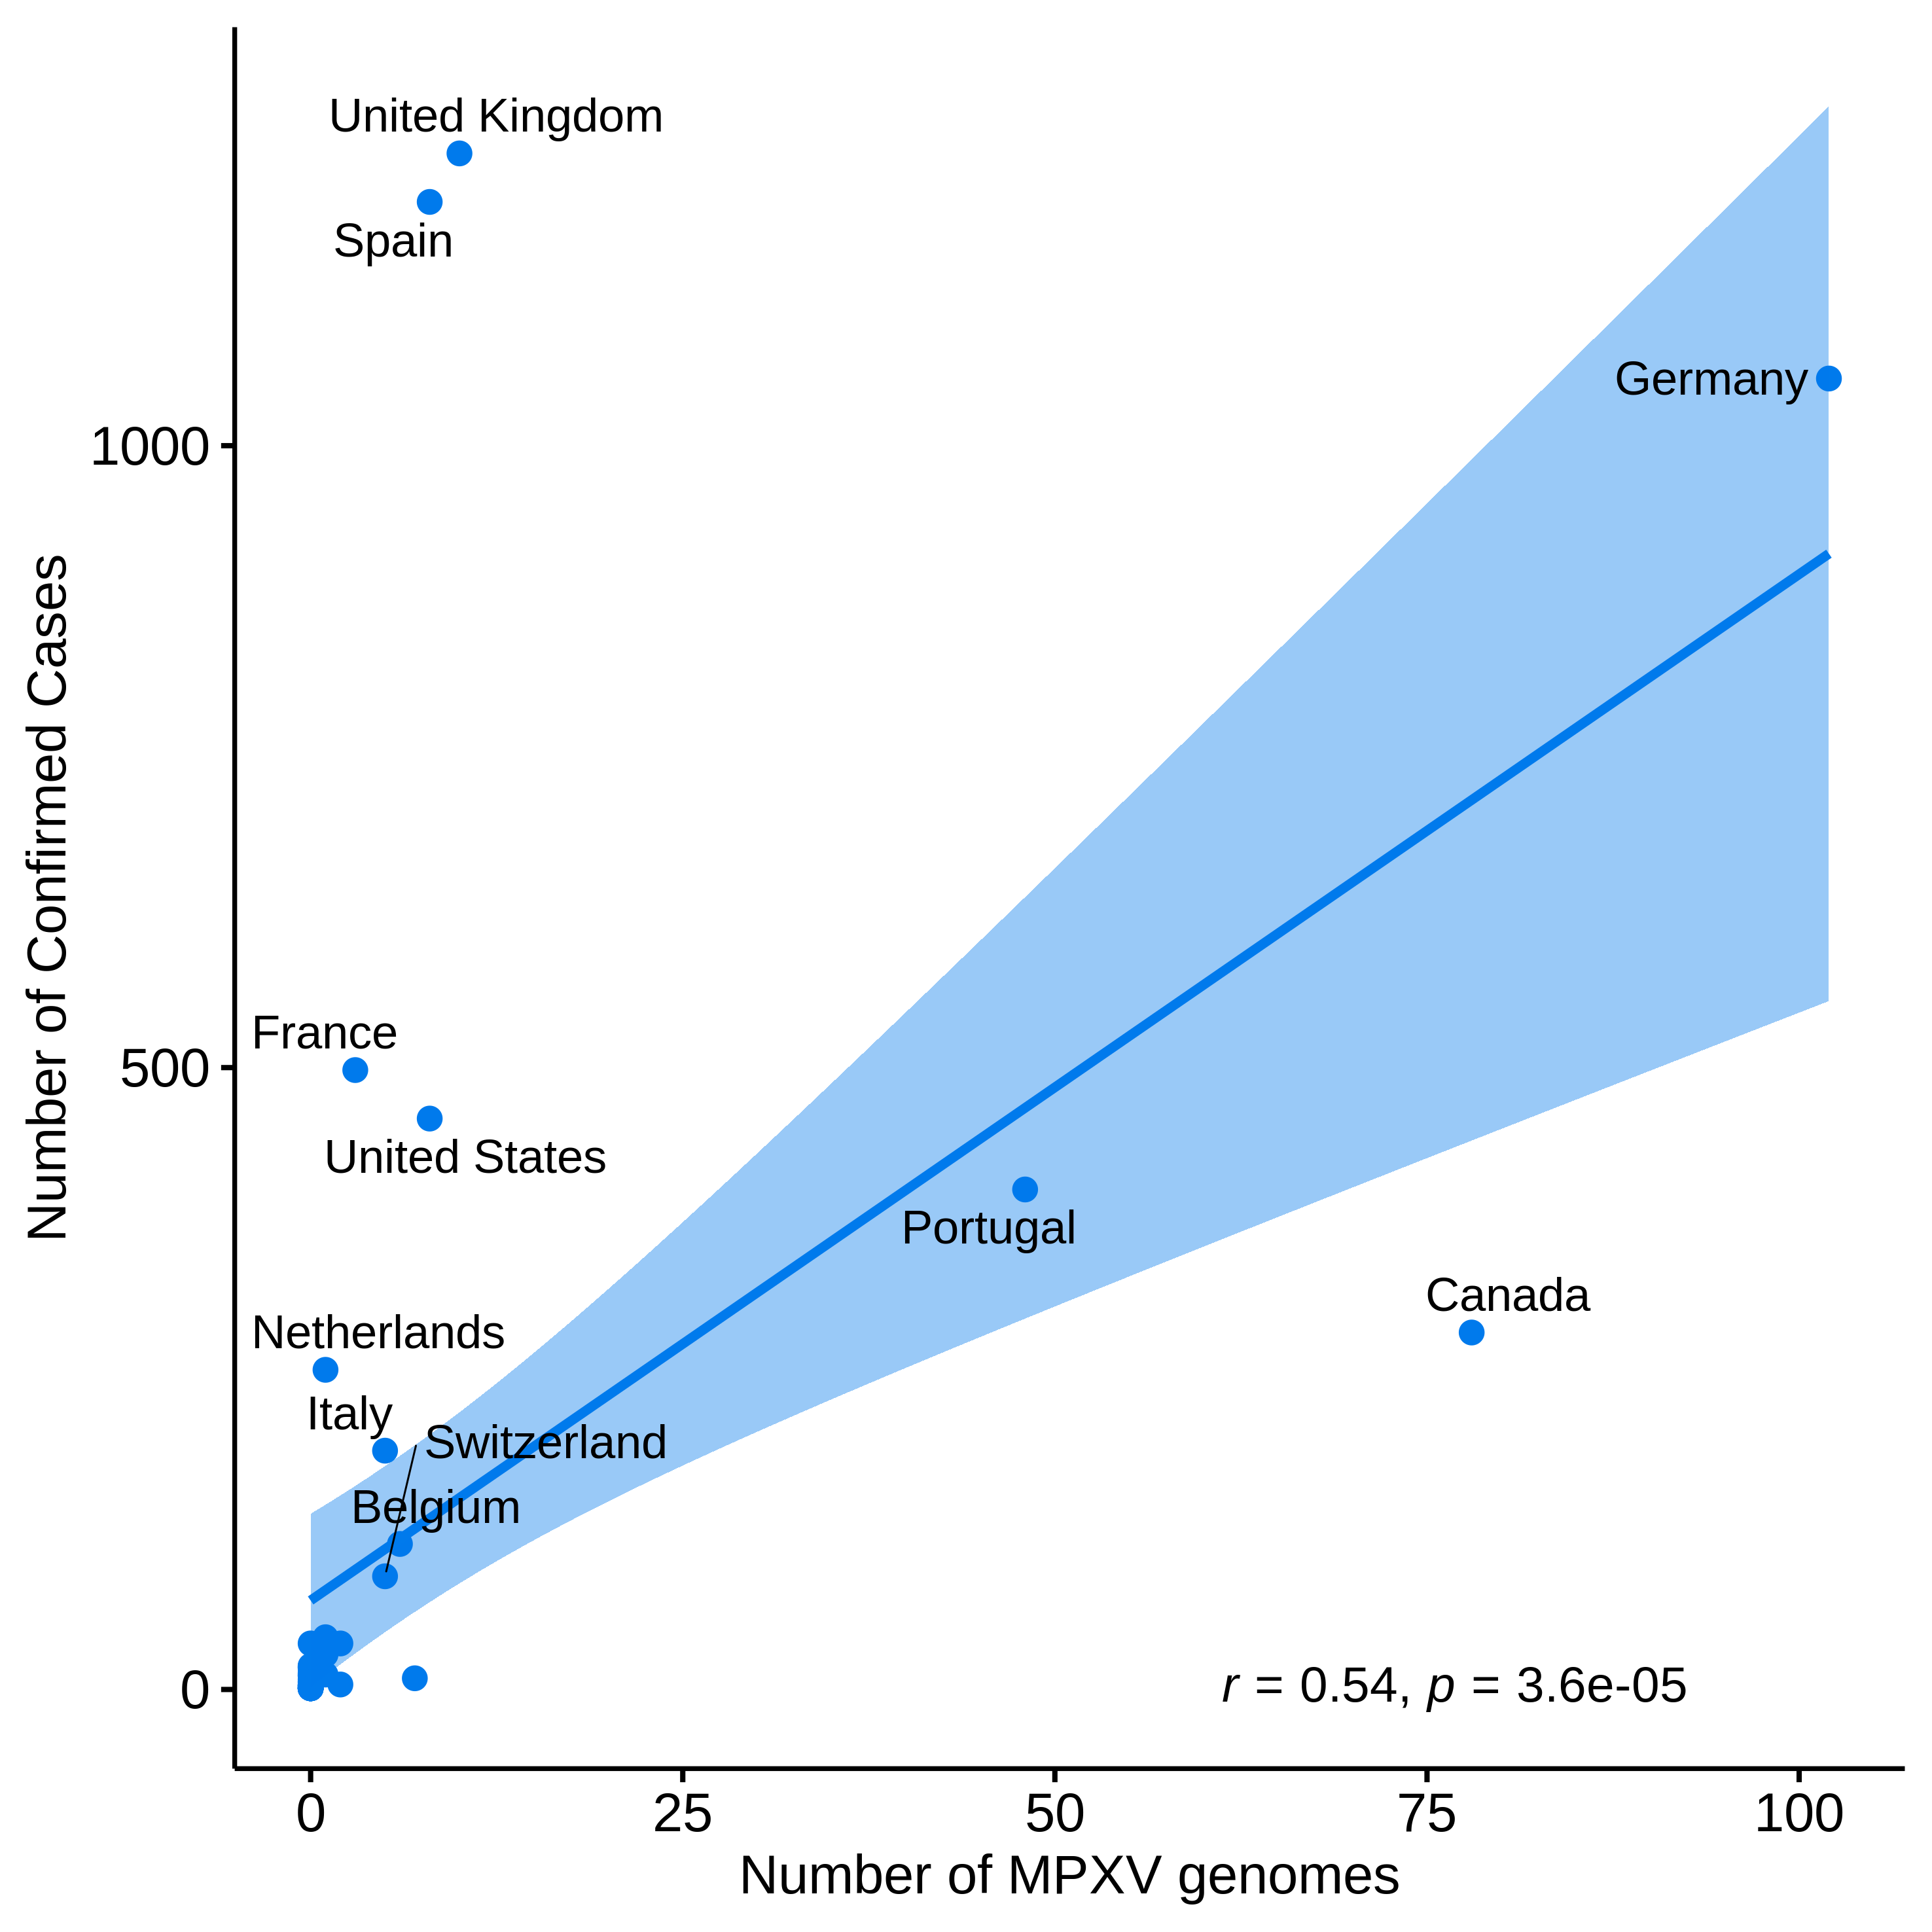 United Kingdom
Spain
Germany
1000
Number of Confirmed Cases
France
500
United States
Portugal
Canada
Netherlands
Italy
Switzerland
Belgium
0
r = 0.54, p = 3.6e-05
0 25 50 75 100
Number of MPXV genomes